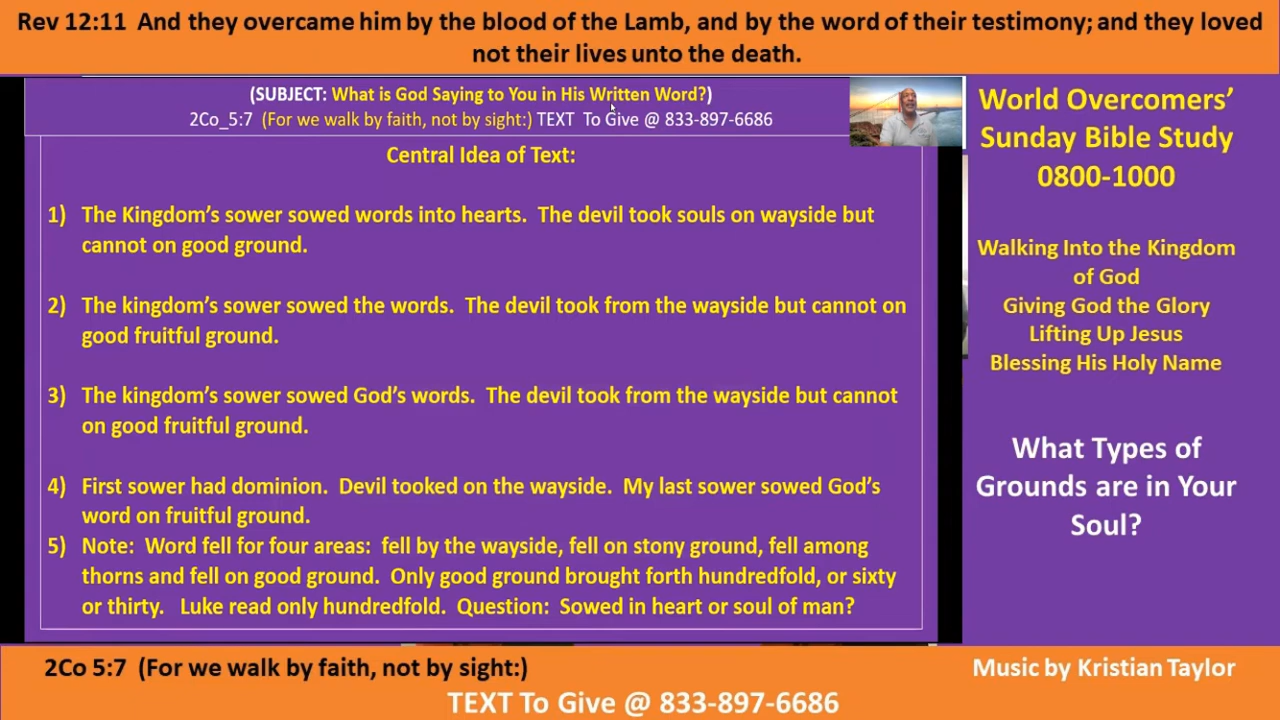 Rev 12:11  And they overcame him by the blood of the Lamb, and by the word of their testimony; and they loved
not their lives unto the death.
(SUBJECT: What is God Saying to You in His Written Word?)
2Co_5:7  (For we walk by faith, not by sight:) TEXT  To Give @ 833-897-6686
Central Idea of Text:
1) The Kingdom's sower sowed words into hearts.  The devil took souls on wayside but
cannot on good ground.
2) The kingdom's sower sowed the words.  The devil took from the wayside but cannot on
good fruitful ground.
3) The kingdom's sower sowed God's words.  The devil took from the wayside but cannot
on good fruitful ground.
4) First sower had dominion.  Devil tooked on the wayside.  My last sower sowed God's
word on fruitful ground.
5) Note:  Word fell for four areas:  fell by the wayside, fell on stony ground, fell among
thorns and fell on good ground.  Only good ground brought forth hundredfold, or sixty
or thirty.   Luke read only hundredfold.  Question:  Sowed in heart or soul of man?
World Overcomers'
Sunday Bible Study
0800-1000
Walking Into the Kingdom
of God
Giving God the Glory
Lifting Up Jesus
Blessing His Holy Name
What Types of
Grounds are in Your
Soul?
2Co 5:7  (For we walk by faith, not by sight:)
Music by Kristian Taylor
TEXT To Give @ 833-897-6686